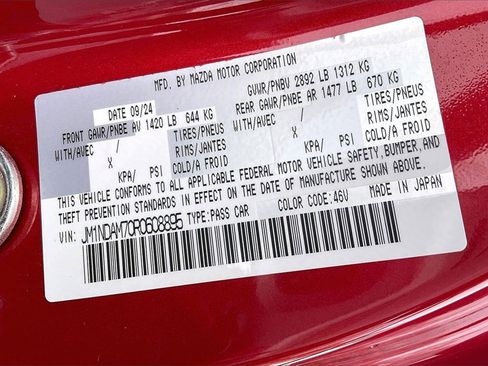 MFD. BY MAZDA MOTOR CORPORATION
DATE 09/24 GVWR/PNBV 2892 LB 1312 KG
FRONT GAWR/PNBE AV 1420 LB 644 KG REAR GAWR/PNBE AR 1477 LB 670 KG
WITH/AVEC / TIRES/PNEUS WITH/AVEC / TIRES/PNEUS
X RIMS/JANTES X RIMS/JANTES
KPA/ PSI COLD/A FROID KPA/ PSI COLD/A FROID
THIS VEHICLE CONFORMS TO ALL APPLICABLE FEDERAL MOTOR VEHICLE SAFETY, BUMPER, AND
THEFT PREVENTION STANDARDS IN EFFECT ON THE DATE OF MANUFACTURE SHOWN ABOVE.
VIN: JM1NDAM70R0608895 TYPE:PASS CAR COLOR CODE:46V MADE IN JAPAN